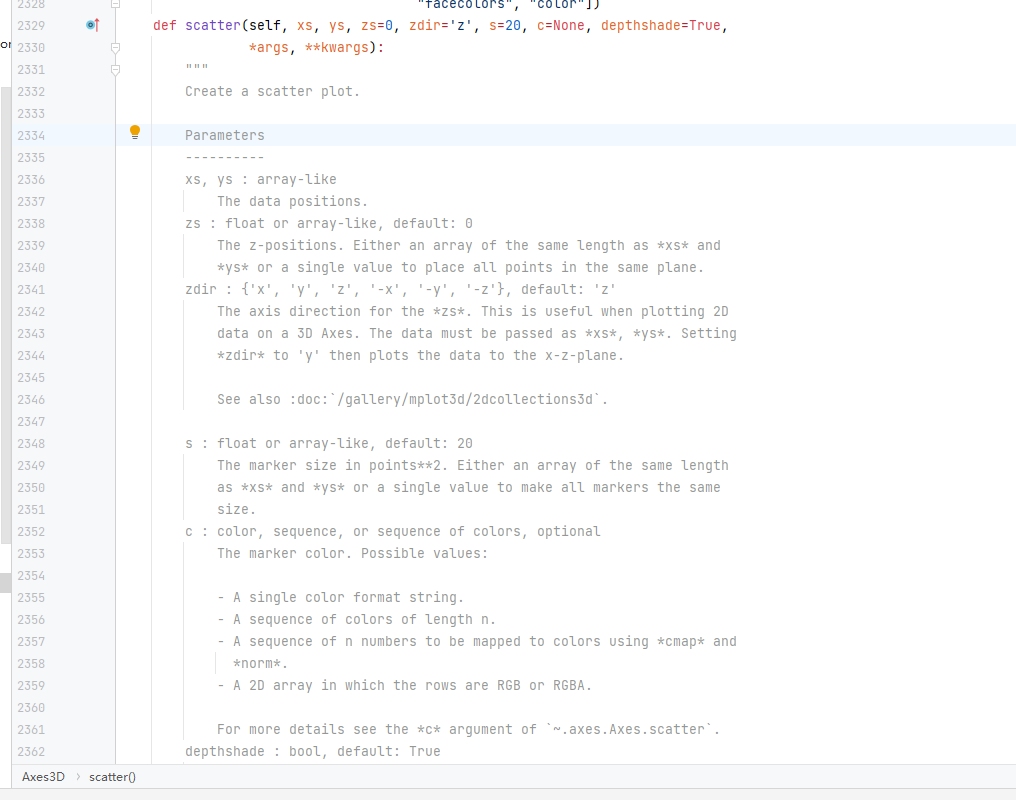 2328 "facecolors", "color"])
2329 def scatter(self, xs, ys, zs=0, zdir='z', s=20, c=None, depthshade=True,
2330 *args, **kwargs):
2331 """
2332 Create a scatter plot.
2333
2334 Parameters
2335 ----------
2336 xs, ys : array-like
2337 The data positions.
2338 zs : float or array-like, default: 0
2339 The z-positions. Either an array of the same length as *xs* and
2340 *ys* or a single value to place all points in the same plane.
2341 zdir : {'x', 'y', 'z', '-x', '-y', '-z'}, default: 'z'
2342 The axis direction for the *zs*. This is useful when plotting 2D
2343 data on a 3D Axes. The data must be passed as *xs*, *ys*. Setting
2344 *zdir* to 'y' then plots the data to the x-z-plane.
2345
2346 See also :doc:`/gallery/mplot3d/2dcollections3d`.
2347
2348 s : float or array-like, default: 20
2349 The marker size in points**2. Either an array of the same length
2350 as *xs* and *ys* or a single value to make all markers the same
2351 size.
2352 c : color, sequence, or sequence of colors, optional
2353 The marker color. Possible values:
2354
2355 - A single color format string.
2356 - A sequence of colors of length n.
2357 - A sequence of n numbers to be mapped to colors using *cmap* and
2358 *norm*.
2359 - A 2D array in which the rows are RGB or RGBA.
2360
2361 For more details see the *c* argument of `~.axes.Axes.scatter`.
2362 depthshade : bool, default: True
Axes3D › scatter()